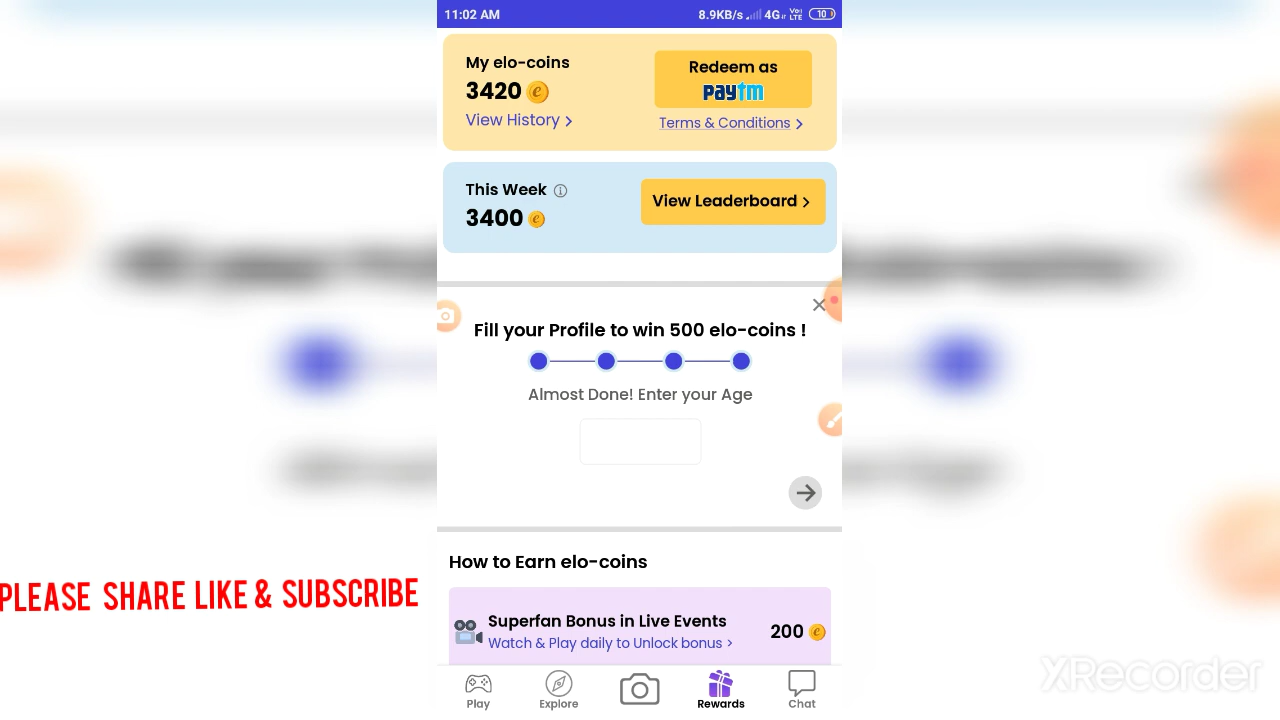 11:02 AM
8.9KB/s 4G Vo) LTE 10
My elo-coins
3420
View History >
Redeem as
paytm
Terms & Conditions >
This Week
3400
View Leaderboard >
Fill your Profile to win 500 elo-coins !
Almost Done! Enter your Age
How to Earn elo-coins
Superfan Bonus in Live Events
Watch & Play daily to Unlock bonus >
200
Play
Explore
Rewards
Chat
PLEASE SHARE LIKE & SUBSCRIBE
XRecorder